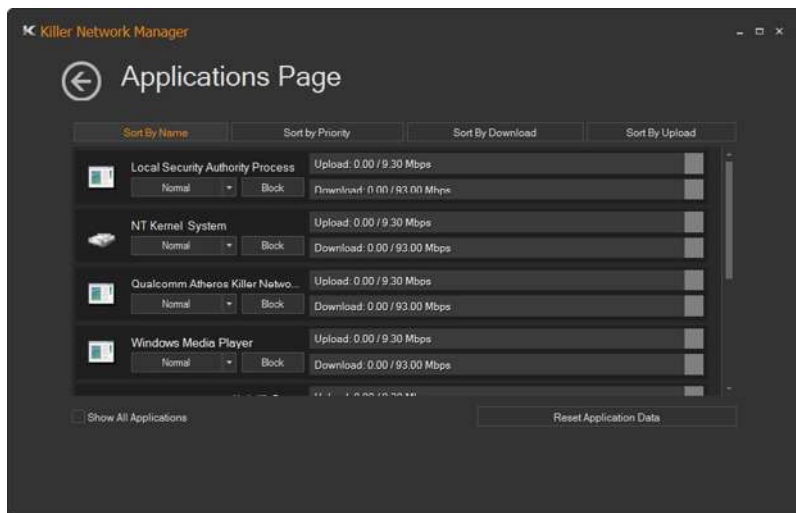 Killer Network Manager
Applications Page
Sort By Name Sort by Priority Sort By Download Sort By Upload
Local Security Authority Process Upload: 0.00 / 9.30 Mbps
Normal Block Download: 0.00 / 93.00 Mbps
NT Kernel System Upload: 0.00 / 9.30 Mbps
Normal Block Download: 0.00 / 93.00 Mbps
Qualcomm Atheros Killer Netwo... Upload: 0.00 / 9.30 Mbps
Normal Block Download: 0.00 / 93.00 Mbps
Windows Media Player Upload: 0.00 / 9.30 Mbps
Normal Block Download: 0.00 / 93.00 Mbps
Show All Applications Reset Application Data